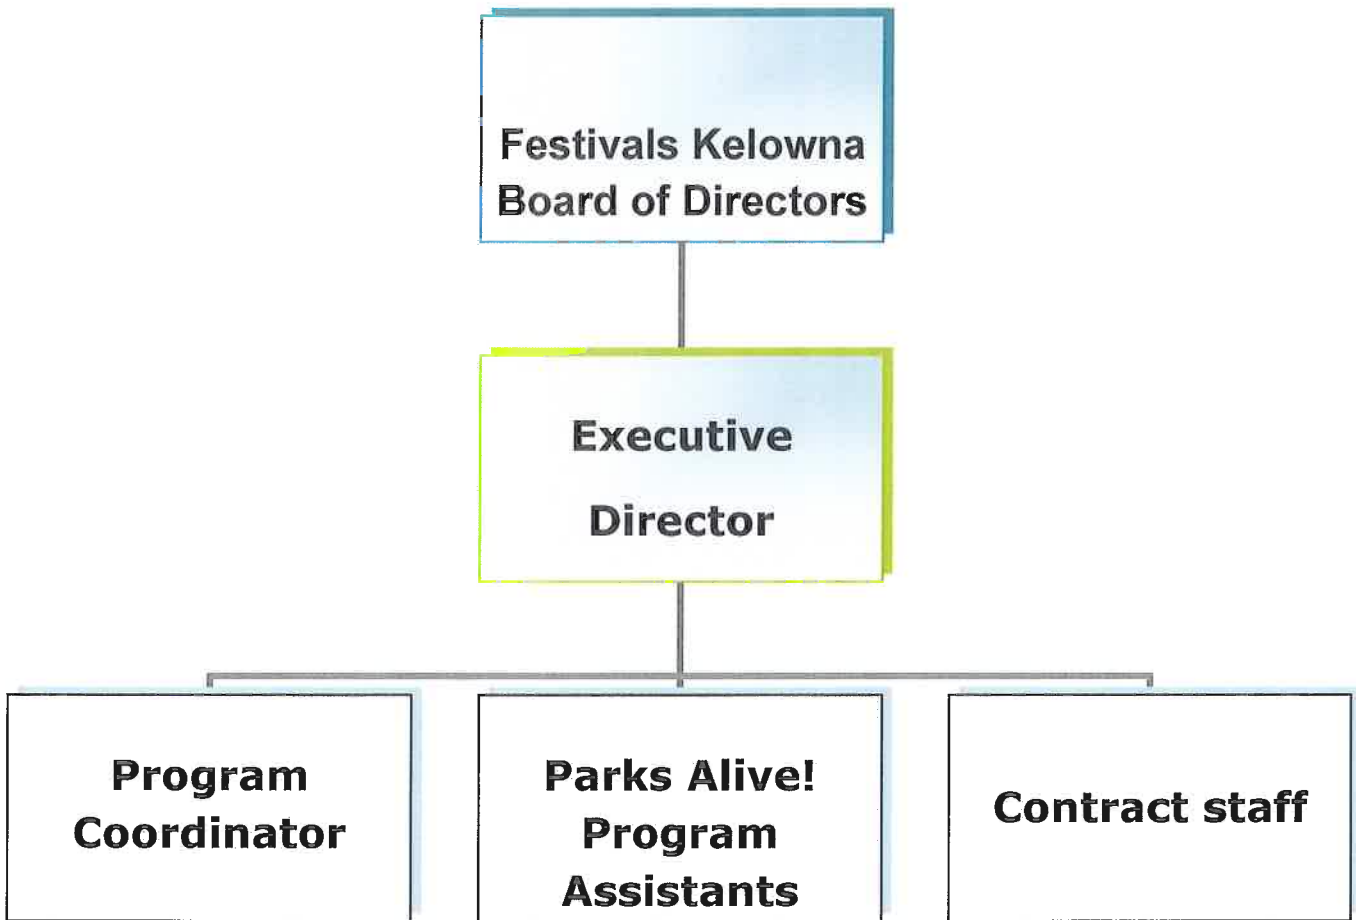 Festivals Kelowna
Board of Directors
Executive
Director
Program
Coordinator
Parks Alive!
Program
Assistants
Contract staff